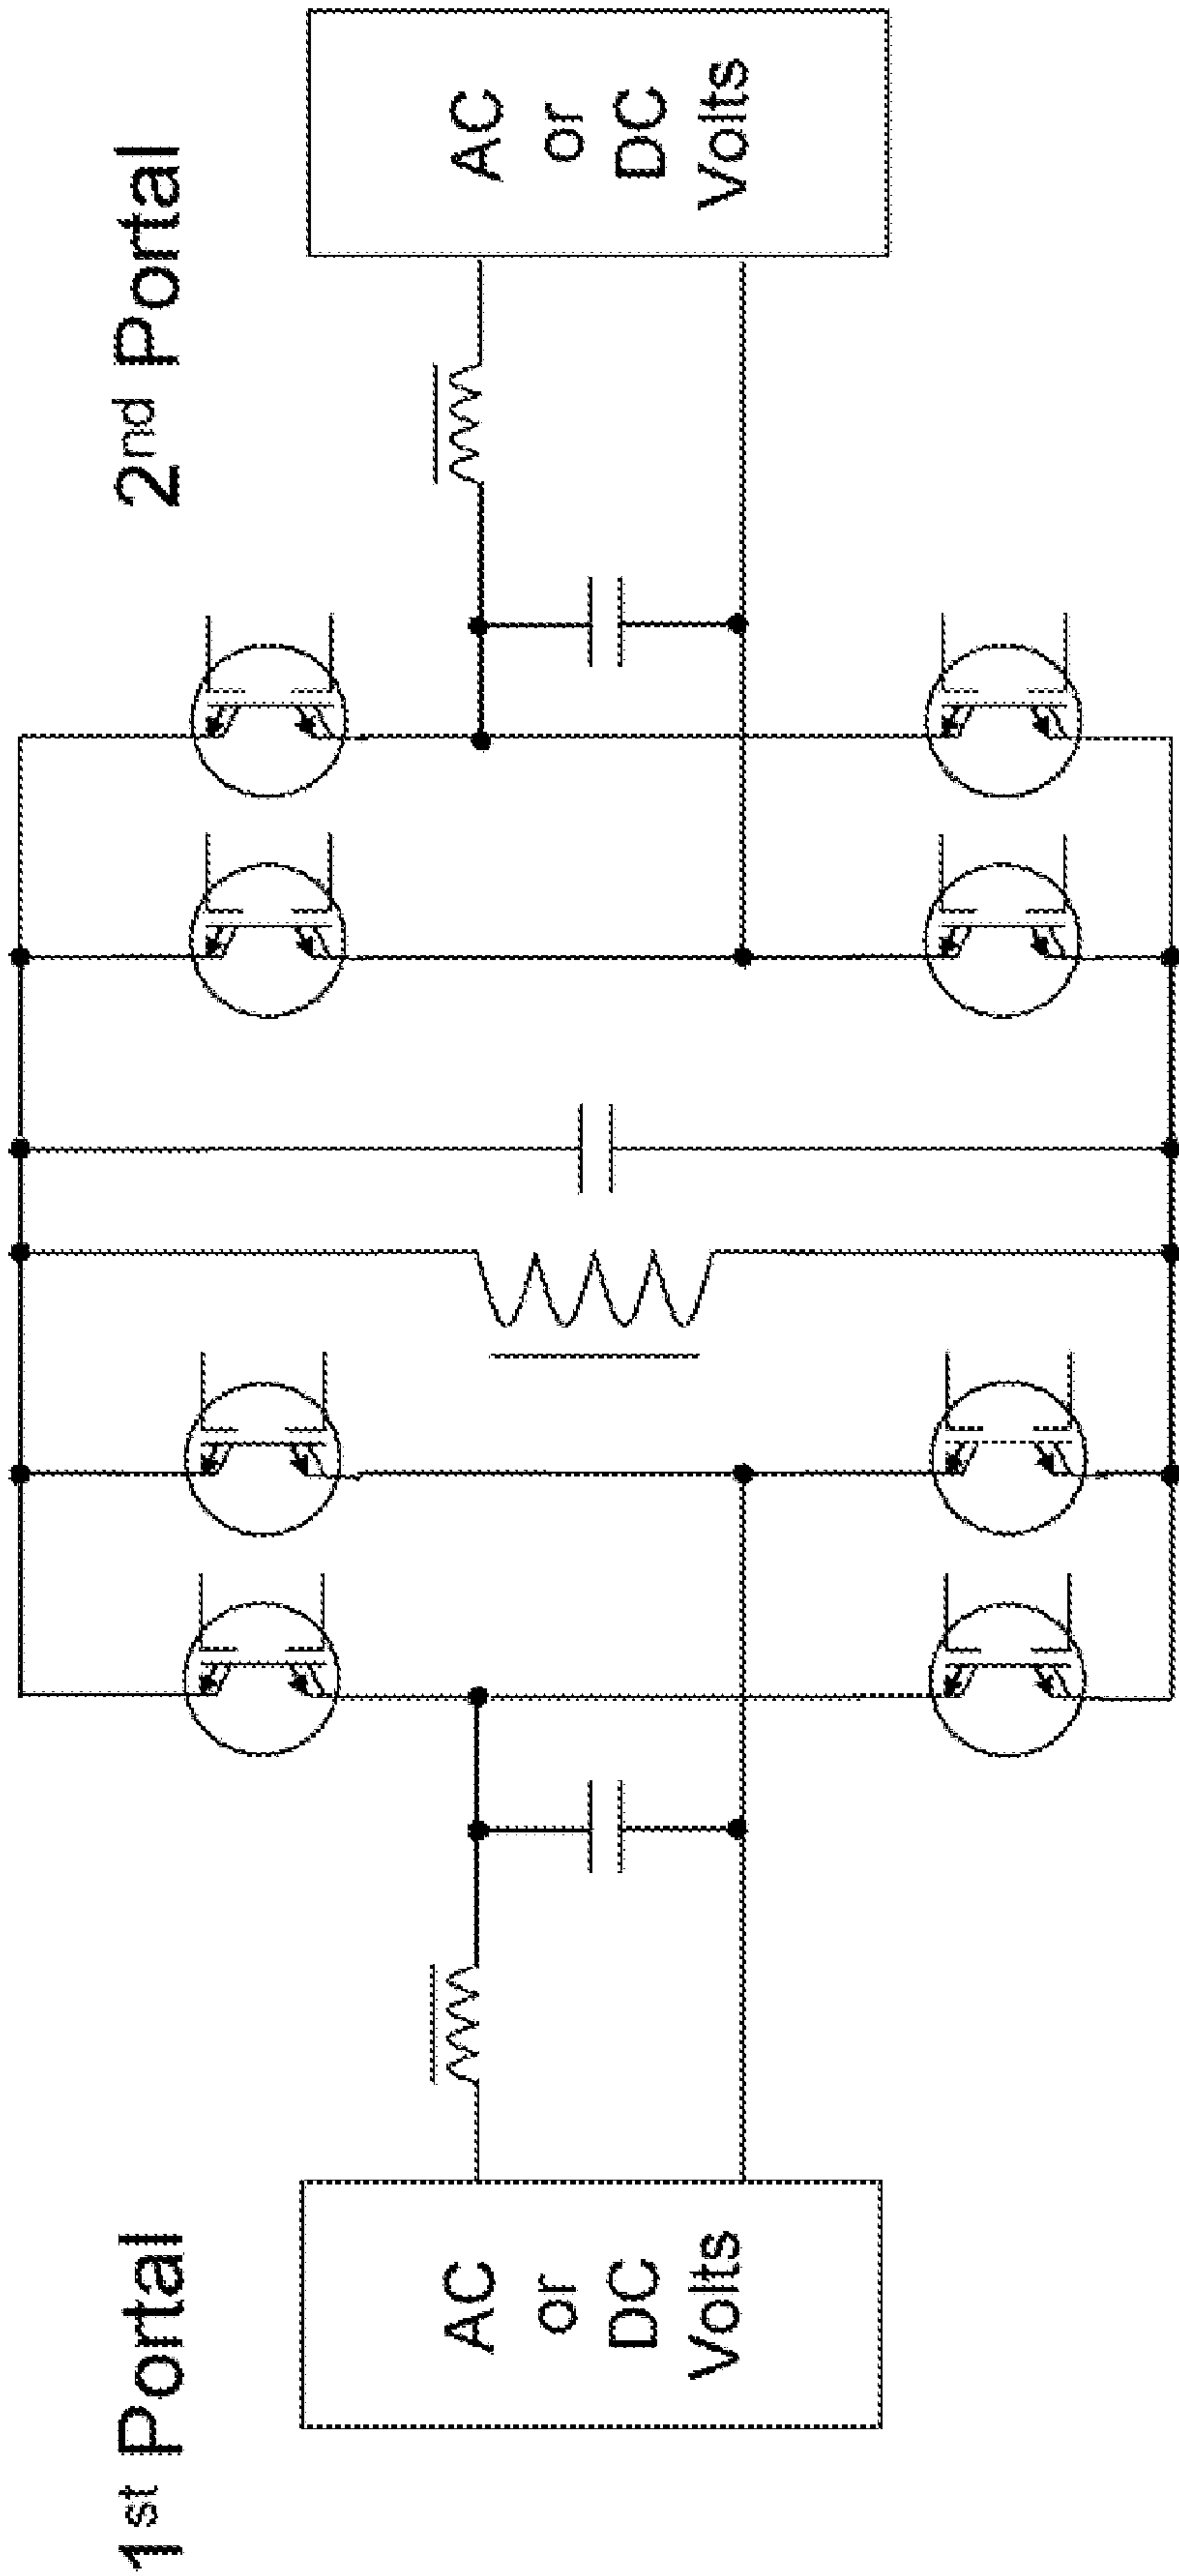 1st Portal
AC
or
DC
Volts
2nd Portal
AC
or
DC
Volts